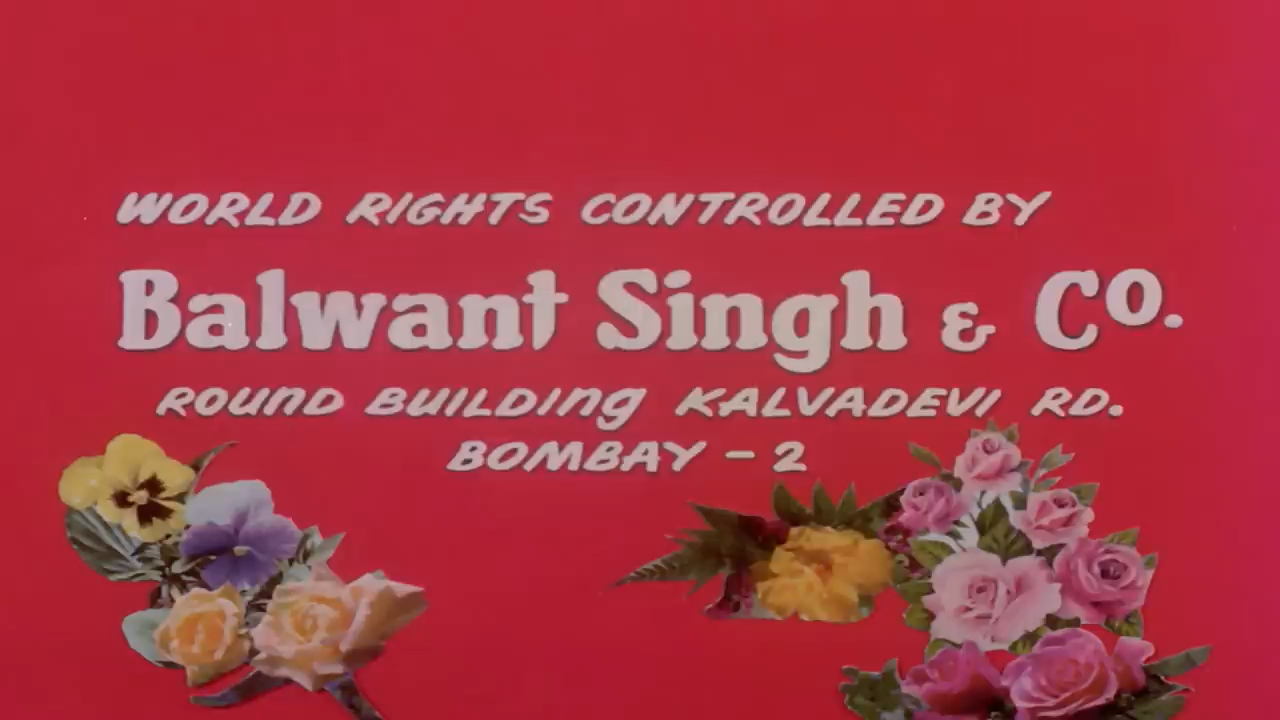 WORLD RIGHTS CONTROLLED BY
Balwant Singh & Co.
ROUND BUILDING KALVADEVI RD.
BOMBAY - 2